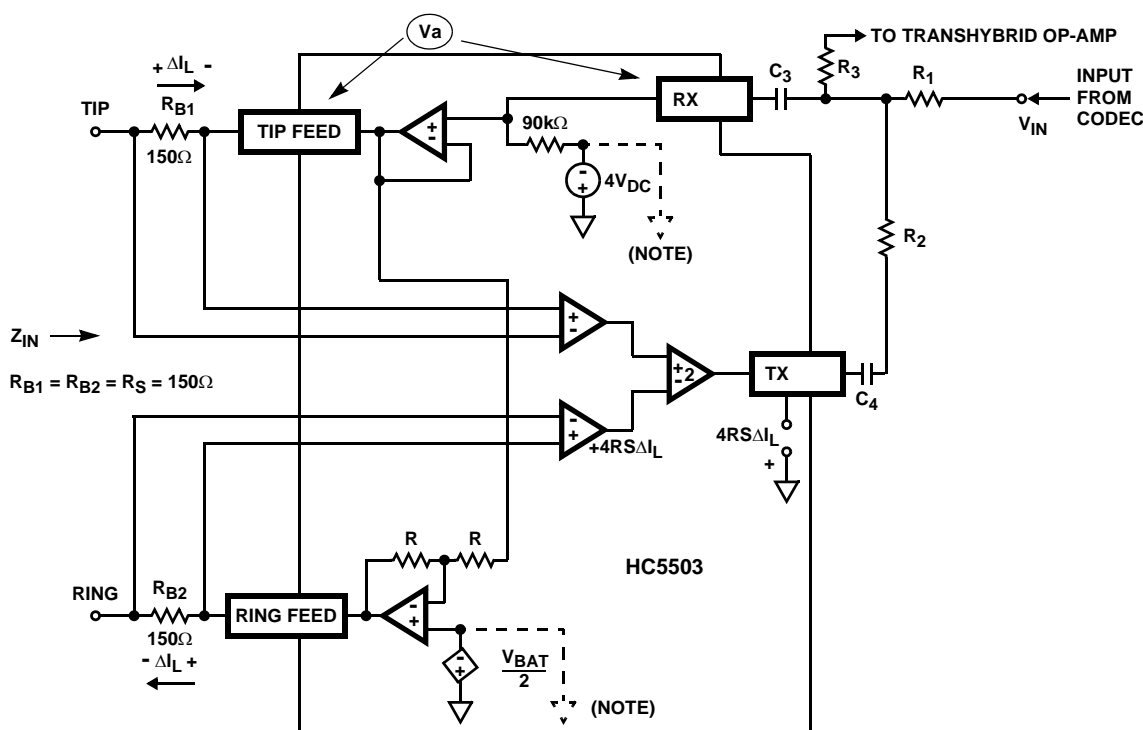 Va
TO TRANSHYBRID OP-AMP
+ ΔIL -
C3
R3
R1
INPUT
FROM
CODEC
TIP
RB1
TIP FEED
RX
VIN
150Ω
+
-
90kΩ
-
+
4VDC
(NOTE)
R2
+
-
ZIN
RB1 = RB2 = RS = 150Ω
+
-
2
TX
C4
-
+
+4RSΔIL
4RSΔIL
+
R
R
HC5503
RING
RB2
RING FEED
-
+
150Ω
- ΔIL +
-
+
VBAT
2
(NOTE)